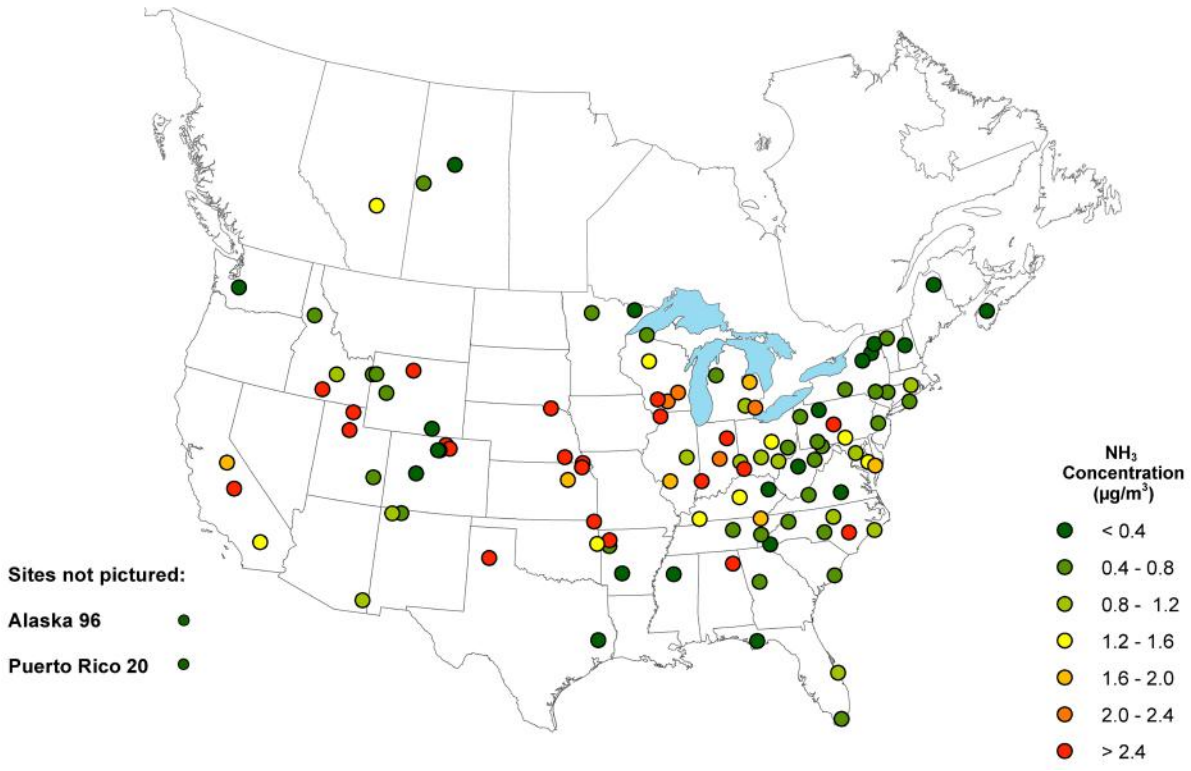 Sites not pictured:
Alaska 96
Puerto Rico 20
NH₃
Concentration
(µg/m³)
< 0.4
0.4 - 0.8
0.8 - 1.2
1.2 - 1.6
1.6 - 2.0
2.0 - 2.4
> 2.4